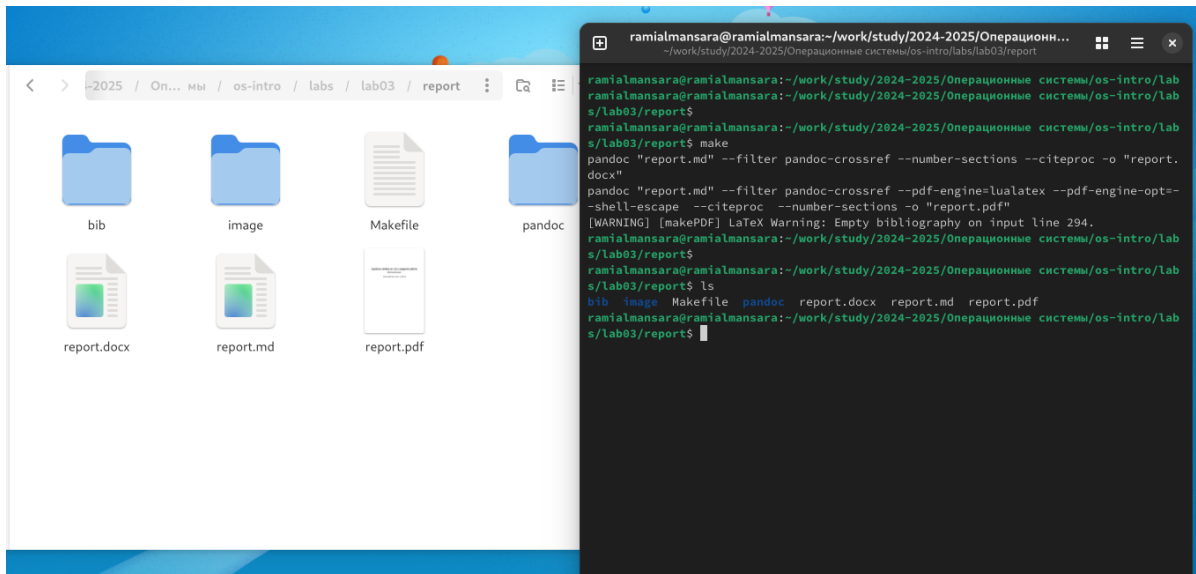 -2025 / Оп... мы / os-intro / labs / lab03 / report
bib
image
Makefile
pandoc
report.docx
report.md
report.pdf
ramialmansara@ramialmansara:~/work/study/2024-2025/Операционн...
~/work/study/2024-2025/Операционные системы/os-intro/labs/lab03/report
ramialmansara@ramialmansara:~/work/study/2024-2025/Операционные системы/os-intro/lab
ramialmansara@ramialmansara:~/work/study/2024-2025/Операционные системы/os-intro/lab
s/lab03/report$
ramialmansara@ramialmansara:~/work/study/2024-2025/Операционные системы/os-intro/lab
s/lab03/report$ make
pandoc "report.md" --filter pandoc-crossref --number-sections --citeproc -o "report.
docx"
pandoc "report.md" --filter pandoc-crossref --pdf-engine=lualatex --pdf-engine-opt=-
-shell-escape  --citeproc  --number-sections -o "report.pdf"
[WARNING] [makePDF] LaTeX Warning: Empty bibliography on input line 294.
ramialmansara@ramialmansara:~/work/study/2024-2025/Операционные системы/os-intro/lab
s/lab03/report$
ramialmansara@ramialmansara:~/work/study/2024-2025/Операционные системы/os-intro/lab
s/lab03/report$ ls
bib  image  Makefile  pandoc  report.docx  report.md  report.pdf
ramialmansara@ramialmansara:~/work/study/2024-2025/Операционные системы/os-intro/lab
s/lab03/report$